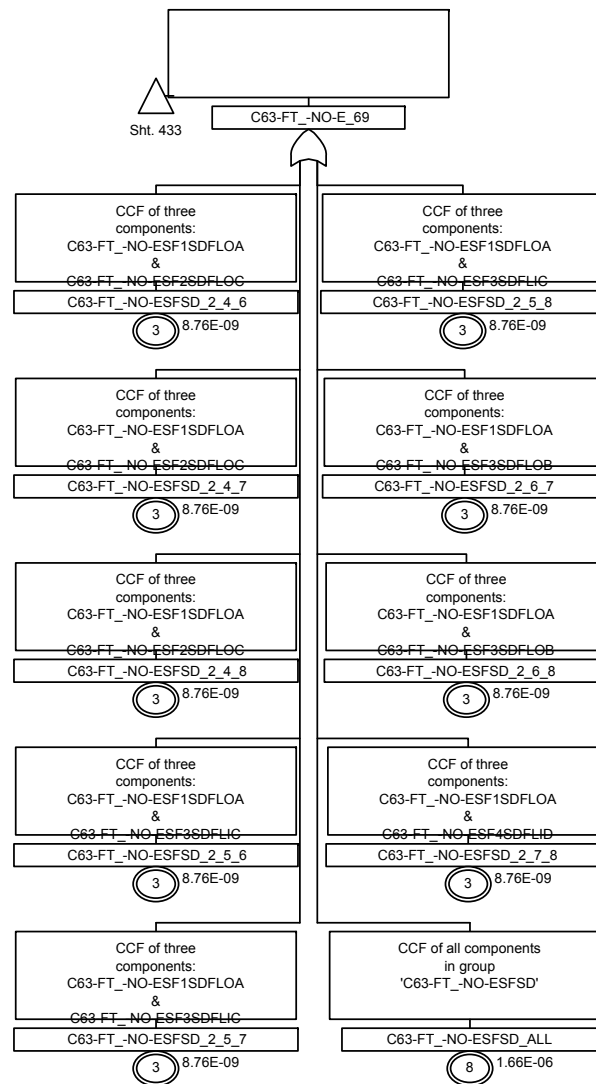 C63-FT_-NO-E_69
Sht. 433
CCF of three
components:
C63-FT_-NO-ESF1SDFLOA
&
C63-FT_-NO-ESF2SDFLOC
C63-FT_-NO-ESFSD_2_4_6
3
8.76E-09
CCF of three
components:
C63-FT_-NO-ESF1SDFLOA
&
C63-FT_-NO-ESF3SDFLIC
C63-FT_-NO-ESFSD_2_5_8
3
8.76E-09
CCF of three
components:
C63-FT_-NO-ESF1SDFLOA
&
C63-FT_-NO-ESF2SDFLOC
C63-FT_-NO-ESFSD_2_4_7
3
8.76E-09
CCF of three
components:
C63-FT_-NO-ESF1SDFLOA
&
C63-FT_-NO-ESF3SDFLOB
C63-FT_-NO-ESFSD_2_6_7
3
8.76E-09
CCF of three
components:
C63-FT_-NO-ESF1SDFLOA
&
C63-FT_-NO-ESF2SDFLOC
C63-FT_-NO-ESFSD_2_4_8
3
8.76E-09
CCF of three
components:
C63-FT_-NO-ESF1SDFLOA
&
C63-FT_-NO-ESF3SDFLOB
C63-FT_-NO-ESFSD_2_6_8
3
8.76E-09
CCF of three
components:
C63-FT_-NO-ESF1SDFLOA
&
C63-FT_-NO-ESF3SDFLIC
C63-FT_-NO-ESFSD_2_5_6
3
8.76E-09
CCF of three
components:
C63-FT_-NO-ESF1SDFLOA
&
C63-FT_-NO-ESF4SDFLID
C63-FT_-NO-ESFSD_2_7_8
3
8.76E-09
CCF of three
components:
C63-FT_-NO-ESF1SDFLOA
&
C63-FT_-NO-ESF3SDFLIC
C63-FT_-NO-ESFSD_2_5_7
3
8.76E-09
CCF of all components
in group
'C63-FT_-NO-ESFSD'
C63-FT_-NO-ESFSD_ALL
8
1.66E-06